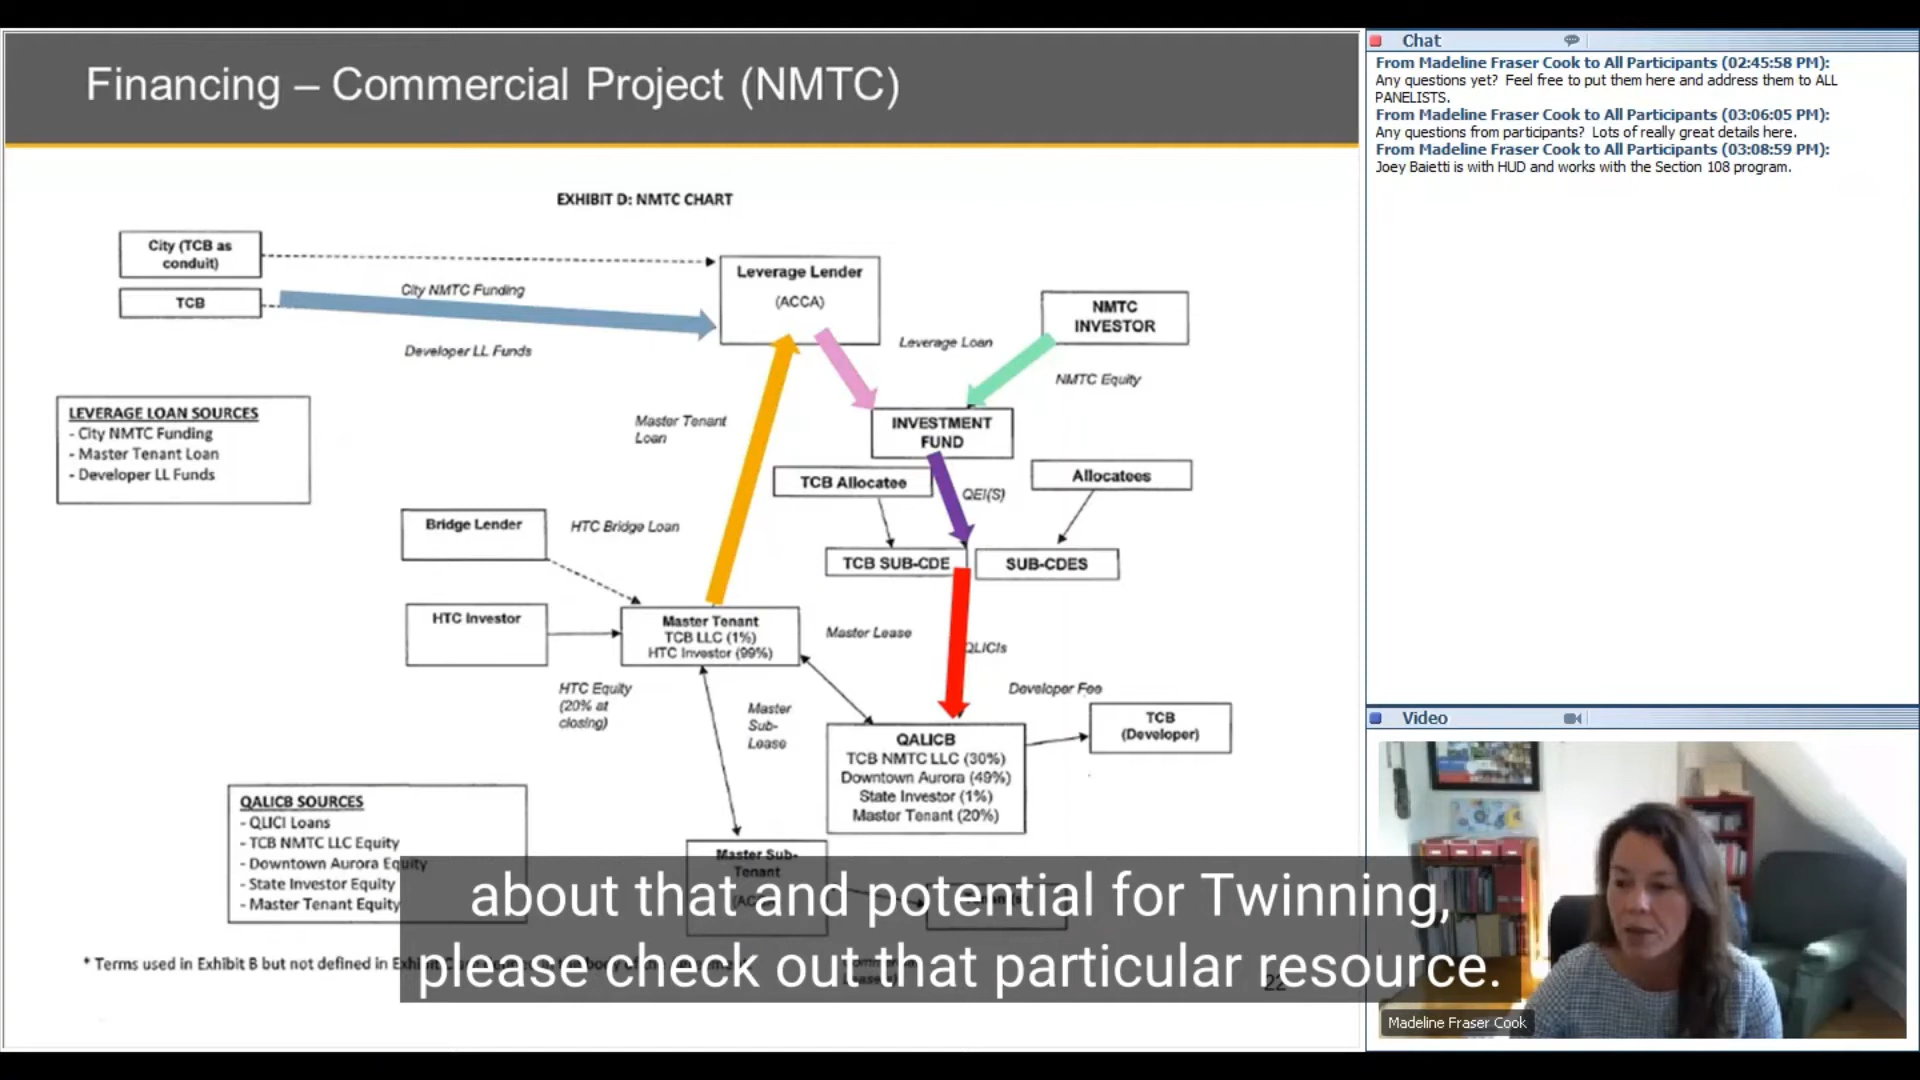 Financing – Commercial Project (NMTC)
EXHIBIT D: NMTC CHART
City (TCB as
conduit)
TCB
City NMTC Funding
Developer LL Funds
Leverage Lender
(ACCA)
NMTC
INVESTOR
Leverage Loan
NMTC Equity
LEVERAGE LOAN SOURCES
- City NMTC Funding
- Master Tenant Loan
- Developer LL Funds
Master Tenant
Loan
INVESTMENT
FUND
TCB Allocatee
QEI(S)
Allocatees
Bridge Lender
HTC Bridge Loan
TCB SUB-CDE
SUB-CDES
HTC Investor
Master Tenant
TCB LLC (1%)
HTC Investor (99%)
Master Lease
QLICIs
HTC Equity
(20% at
closing)
Master
Sub-
Lease
Developer Fee
QALICB
TCB NMTC LLC (30%)
Downtown Aurora (49%)
State Investor (1%)
Master Tenant (20%)
TCB
(Developer)
QALICB SOURCES
- QLICI Loans
- TCB NMTC LLC Equity
- Downtown Aurora Equity
- State Investor Equity
- Master Tenant Equity
Master Sub-
Tenant
* Terms used in Exhibit B but not defined in
22
about that and potential for Twinning,
please check out that particular resource.
Chat
From Madeline Fraser Cook to All Participants (02:45:58 PM):
Any questions yet? Feel free to put them here and address them to ALL
PANELISTS.
From Madeline Fraser Cook to All Participants (03:06:05 PM):
Any questions from participants? Lots of really great details here.
From Madeline Fraser Cook to All Participants (03:08:59 PM):
Joey Baietti is with HUD and works with the Section 108 program.
Video
Madeline Fraser Cook